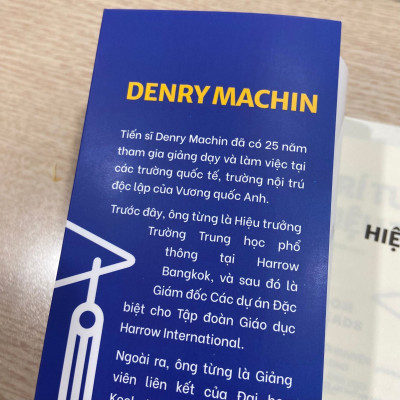 DENRY MACHIN
Tiến sĩ Denry Machin đã có 25 năm
tham gia giảng dạy và làm việc tại
các trường quốc tế, trường nội trú
độc lập của Vương quốc Anh.
Trước đây, ông từng là Hiệu trưởng
Trường Trung học phổ
thông tại Harrow
Bangkok, và sau đó là
Giám đốc Các dự án Đặc
biệt cho Tập đoàn Giáo dục
Harrow International.
Ngoài ra, ông từng là Giảng
viên liên kết của Đại
HIỆ